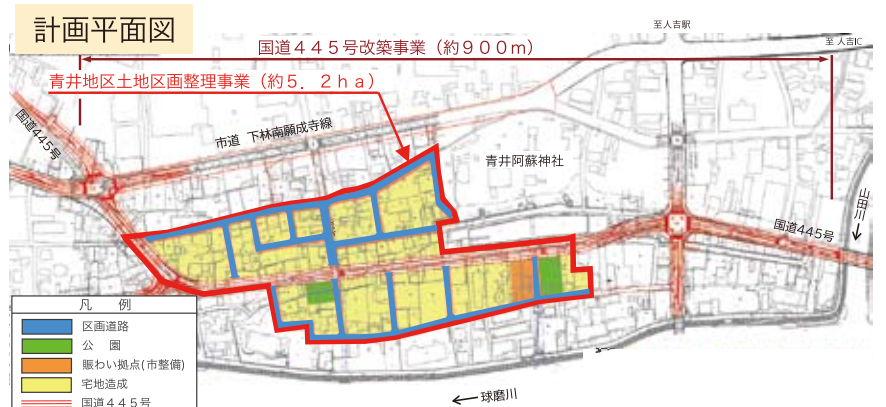 計画平面図
至人吉駅
至 人吉IC
国道４４５号改築事業（約９００ｍ）
青井地区土地区画整理事業（約５．２ｈａ）
国道445号
市道 下林南願成寺線
青井阿蘇神社
山田川
国道445号
凡 例
区画道路
公 園
賑わい拠点(市整備)
宅地造成
国道４４５号
球磨川